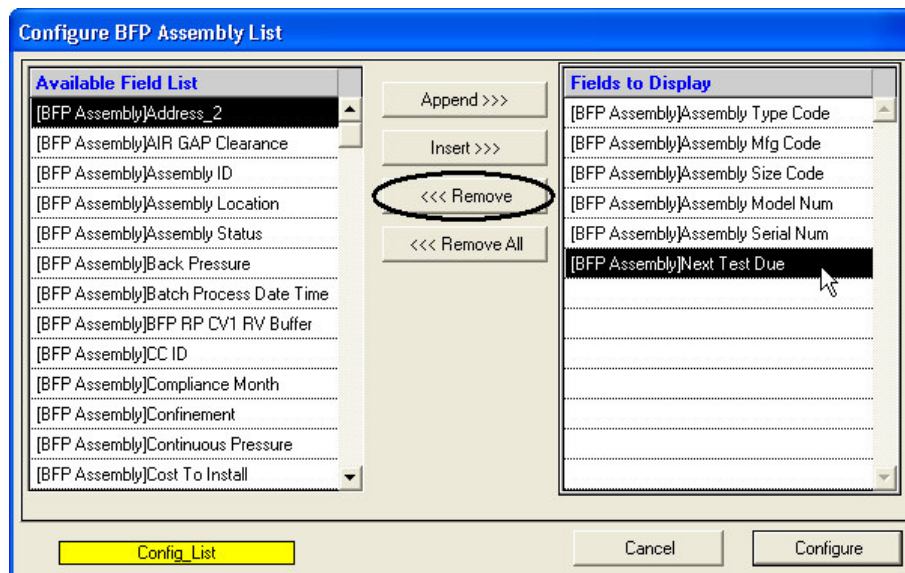 Configure BFP Assembly List
Available Field List
[BFP Assembly]Address_2
[BFP Assembly]AIR GAP Clearance
[BFP Assembly]Assembly ID
[BFP Assembly]Assembly Location
[BFP Assembly]Assembly Status
[BFP Assembly]Back Pressure
[BFP Assembly]Batch Process Date Time
[BFP Assembly]BFP RP CV1 RV Buffer
[BFP Assembly]CC ID
[BFP Assembly]Compliance Month
[BFP Assembly]Confinement
[BFP Assembly]Continuous Pressure
[BFP Assembly]Cost To Install
Append >>>
Insert >>>
<<< Remove
<<< Remove All
Fields to Display
[BFP Assembly]Assembly Type Code
[BFP Assembly]Assembly Mfg Code
[BFP Assembly]Assembly Size Code
[BFP Assembly]Assembly Model Num
[BFP Assembly]Assembly Serial Num
[BFP Assembly]Next Test Due
Config_List
Cancel
Configure